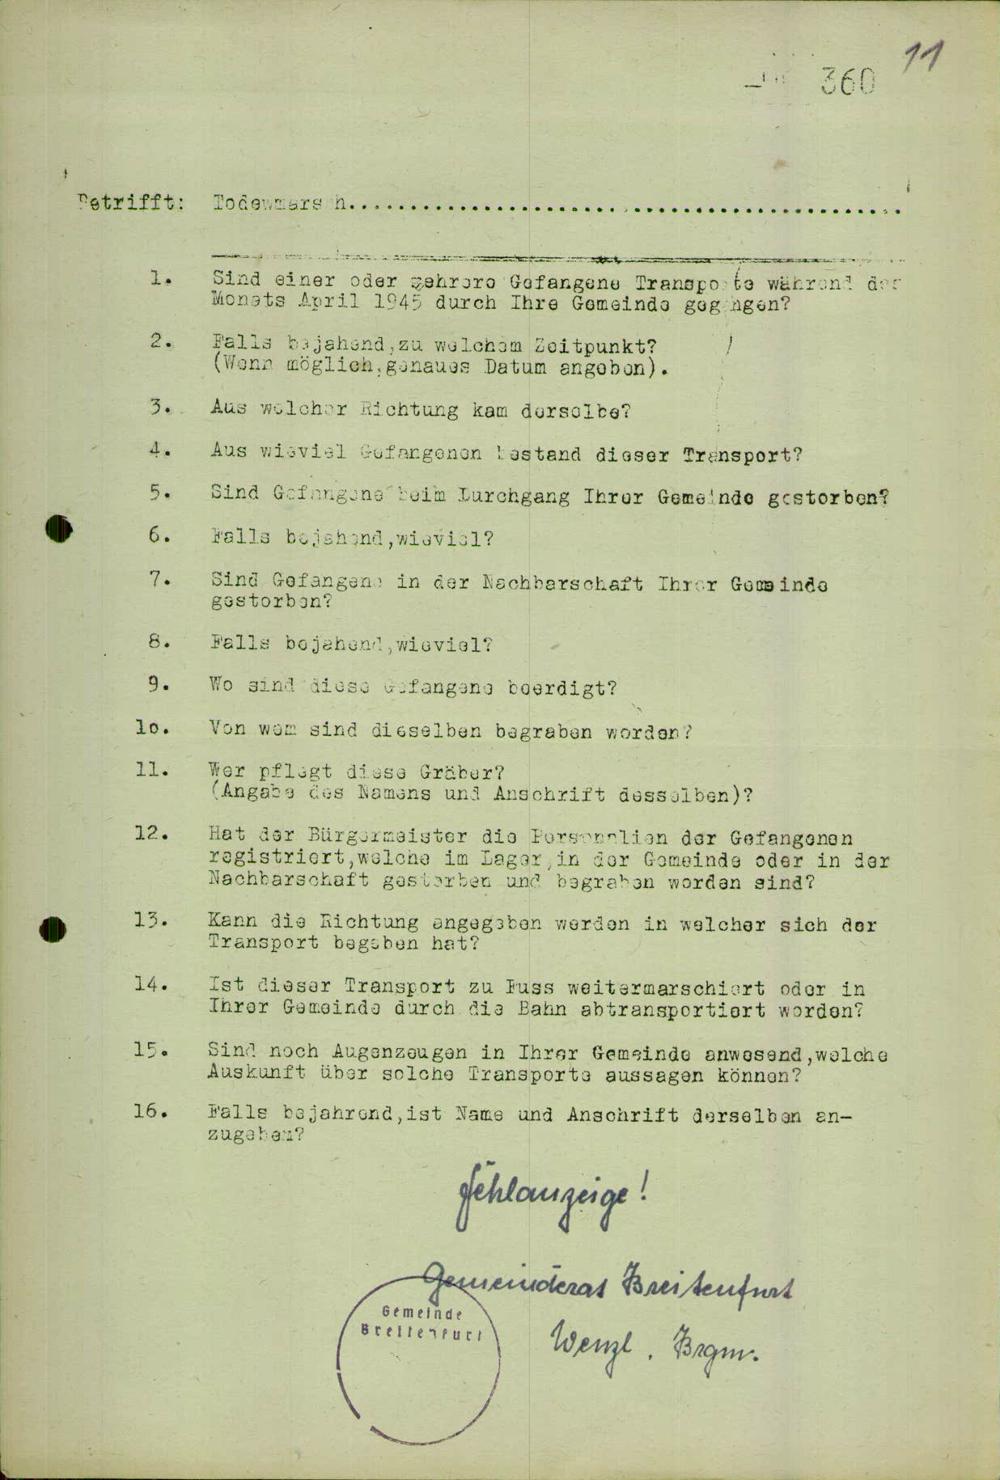 11
360
Betrifft: Todesmarsch................................................
1. Sind einer oder mehrere Gefangene Transporte während des
Monats April 1945 durch Ihre Gemeinde gegangen?
2. Falls bejahend,zu welchem Zeitpunkt?
(Wenn möglich,genaues Datum angeben).
3. Aus welcher Richtung kam derselbe?
4. Aus wieviel Gefangenen bestand dieser Transport?
5. Sind Gefangene beim Durchgang Ihrer Gemeinde gestorben?
6. Falls bejahend,wieviel?
7. Sind Gefangene in der Nachbarschaft Ihrer Gemeinde
gestorben?
8. Falls bejahend,wieviel?
9. Wo sind diese Gefangene beerdigt?
1o. Von wem sind dieselben begraben worden?
11. Wer pflegt diese Gräber?
(Angabe des Namens und Anschrift desselben)?
12. Hat der Bürgermeister die Personalien der Gefangenen
registriert,welche im Lager,in der Gemeinde oder in der
Nachbarschaft gestorben und begraben worden sind?
13. Kann die Richtung angegeben werden in welcher sich der
Transport begeben hat?
14. Ist dieser Transport zu Fuss weitermarschiert oder in
Ihrer Gemeinde durch die Bahn abtransportiert worden?
15. Sind noch Augenzeugen in Ihrer Gemeinde anwesend,welche
Auskunft über solche Transporte aussagen können?
16. Falls bejahrend,ist Name und Anschrift derselben an-
zugeben?
Fehlanzeige!
Gemeinderat Breitenfurt
Gemeinde
Breitenfurt
Wenzl. Brgm.